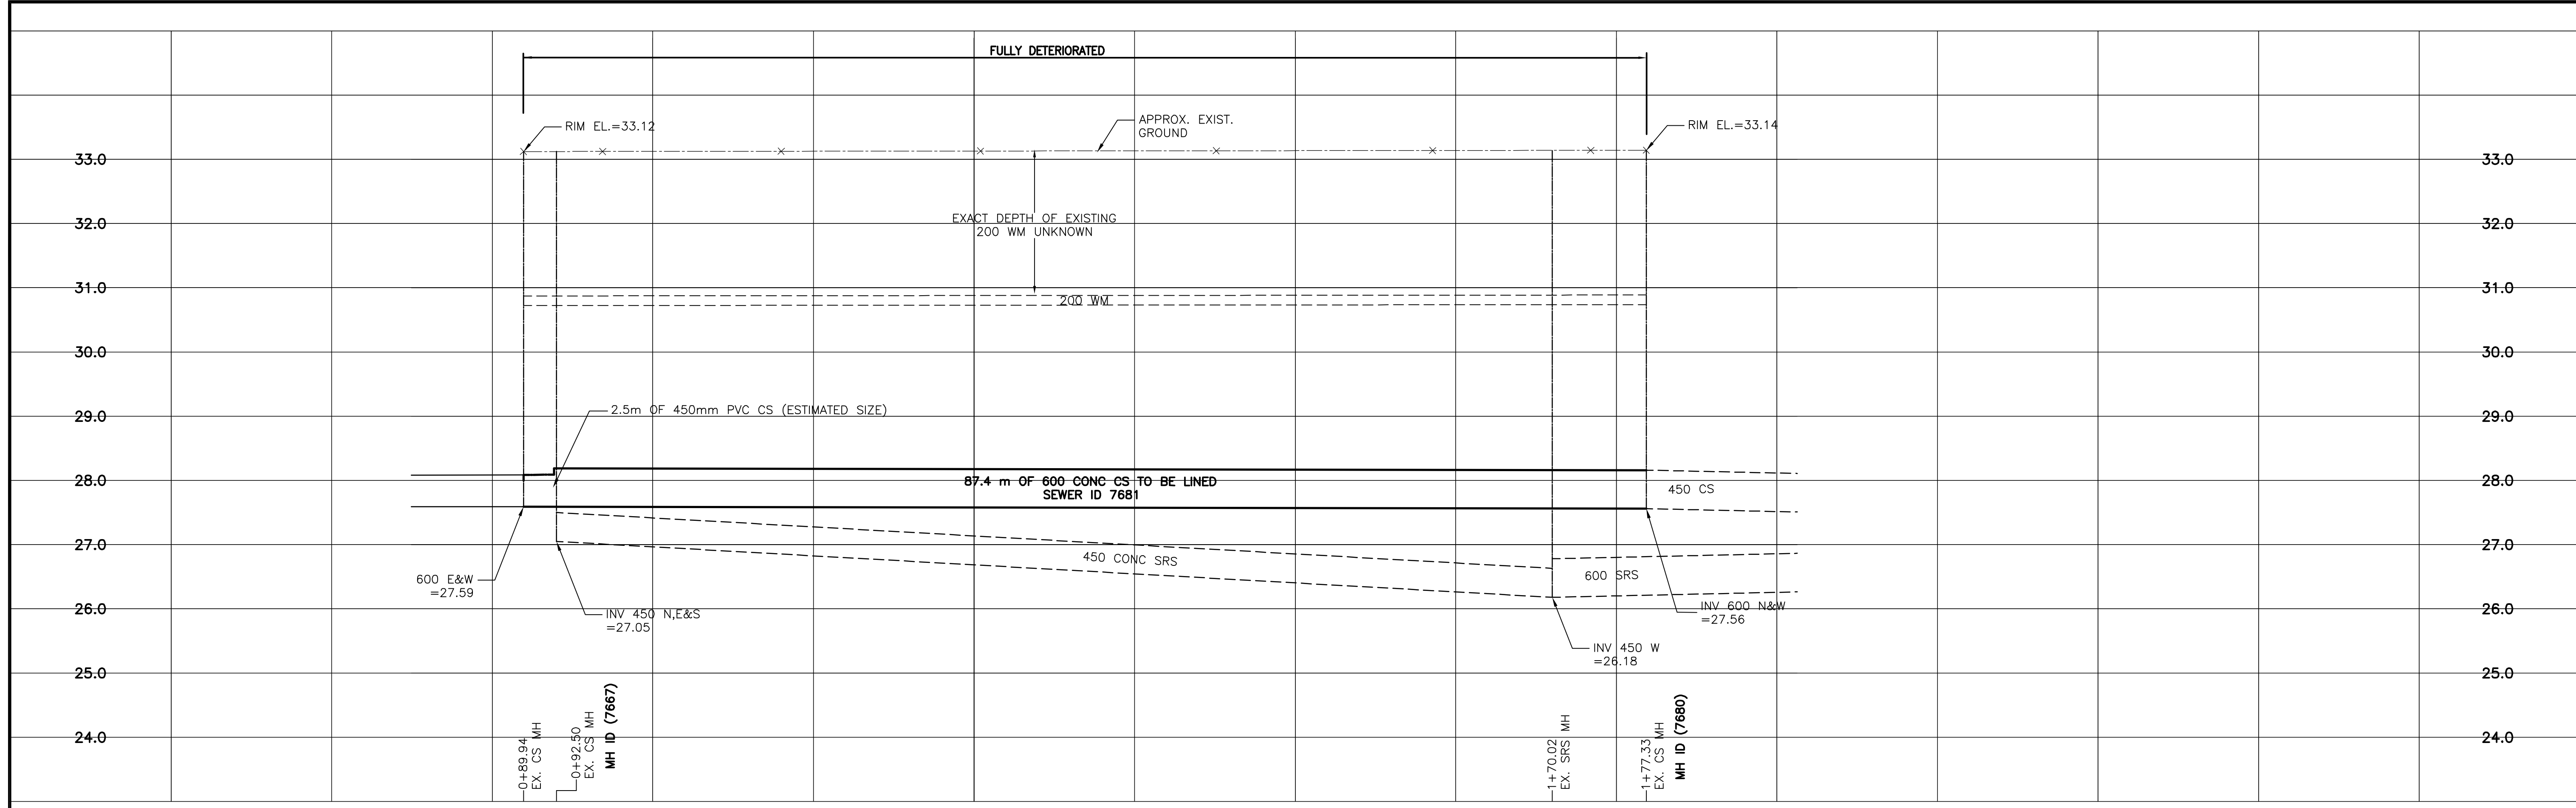 FULLY DETERIORATED
RIM EL.=33.12
APPROX. EXIST.
GROUND
RIM EL.=33.14
33.0
33.0
EXACT DEPTH OF EXISTING
200 WM UNKNOWN
32.0
32.0
31.0
31.0
200 WM
30.0
30.0
29.0
29.0
2.5m OF 450mm PVC CS (ESTIMATED SIZE)
28.0
28.0
87.4 m OF 600 CONC CS TO BE LINED
SEWER ID 7681
450 CS
27.0
27.0
450 CONC SRS
600 SRS
600 E&W
=27.59
26.0
26.0
INV 450 N,E&S
=27.05
INV 600 N&W
=27.56
INV 450 W
=26.18
25.0
25.0
24.0
24.0
0+89.94
EX. CS MH
0+92.50
EX. CS MH
MH ID (7667)
1+70.02
EX. SRS MH
1+77.33
EX. CS MH
MH ID (7680)